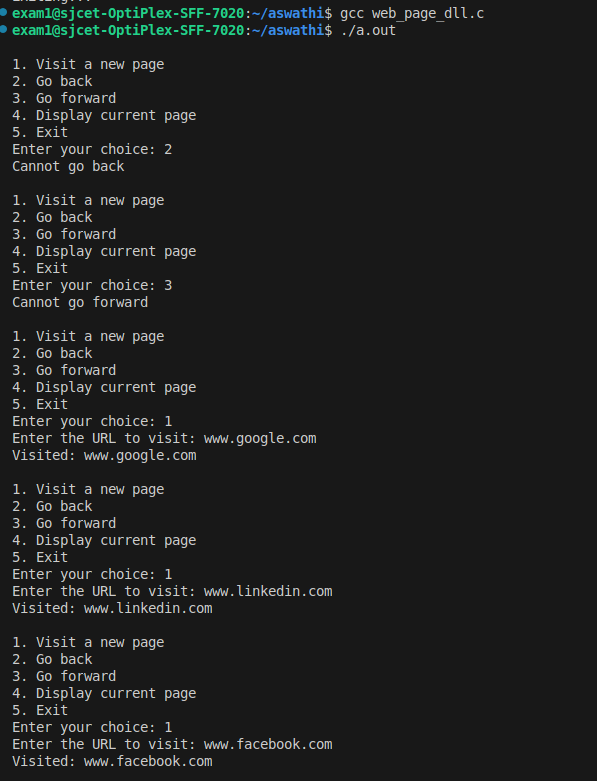 exam1@sjcet-OptiPlex-SFF-7020:~/aswathi$ gcc web_page_dll.c
exam1@sjcet-OptiPlex-SFF-7020:~/aswathi$ ./a.out
1. Visit a new page
2. Go back
3. Go forward
4. Display current page
5. Exit
Enter your choice: 2
Cannot go back
1. Visit a new page
2. Go back
3. Go forward
4. Display current page
5. Exit
Enter your choice: 3
Cannot go forward
1. Visit a new page
2. Go back
3. Go forward
4. Display current page
5. Exit
Enter your choice: 1
Enter the URL to visit: www.google.com
Visited: www.google.com
1. Visit a new page
2. Go back
3. Go forward
4. Display current page
5. Exit
Enter your choice: 1
Enter the URL to visit: www.linkedin.com
Visited: www.linkedin.com
1. Visit a new page
2. Go back
3. Go forward
4. Display current page
5. Exit
Enter your choice: 1
Enter the URL to visit: www.facebook.com
Visited: www.facebook.com